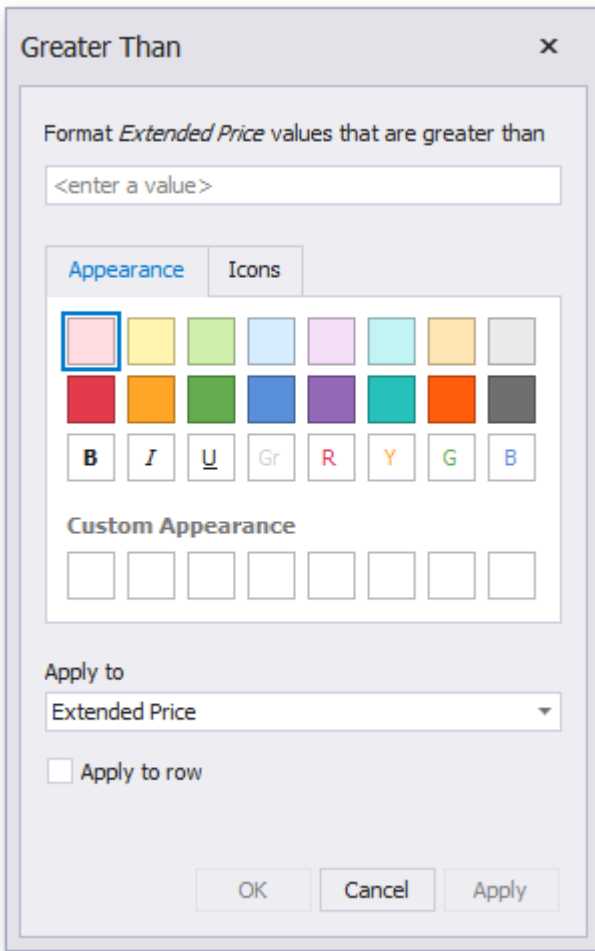 Greater Than
Format Extended Price values that are greater than
<enter a value>
Appearance Icons
B I U Gr R Y G B
Custom Appearance
Apply to
Extended Price
Apply to row
OK Cancel Apply